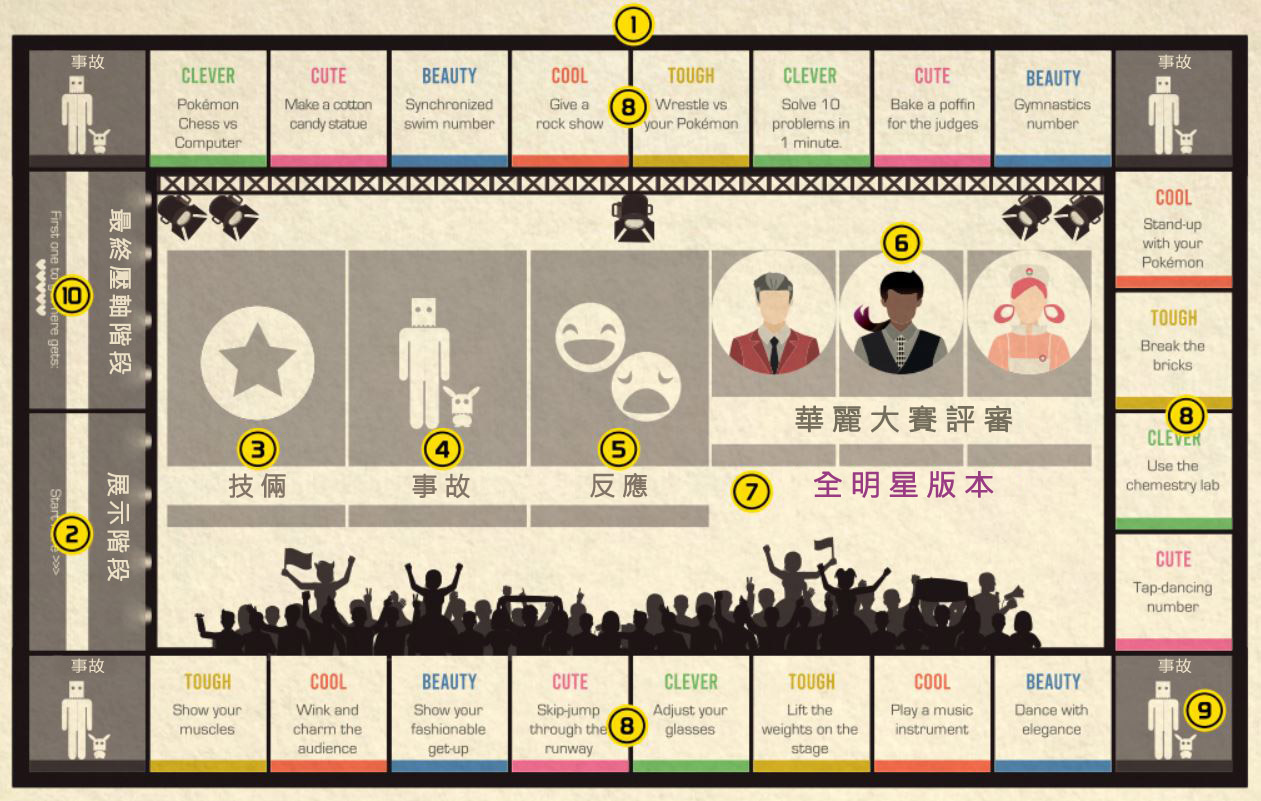 1
事故
CLEVER
Pokémon
Chess vs
Computer
CUTE
Make a cotton
candy statue
BEAUTY
Synchronized
swim number
COOL
Give a
rock show
8
TOUGH
Wrestle vs
your Pokémon
CLEVER
Solve 10
problems in
1 minute.
CUTE
Bake a poffin
for the judges
BEAUTY
Gymnastics
number
事故
最終壓軸階段
First one to get here gets:
10
展示階段
Start
>>>
2
3
技倆
4
事故
5
反應
6
華麗大賽評審
7
全明星版本
COOL
Stand-up
with your
Pokémon
TOUGH
Break the
bricks
8
CLEVER
Use the
chemestry lab
CUTE
Tap-dancing
number
事故
TOUGH
Show your
muscles
COOL
Wink and
charm the
audience
BEAUTY
Show your
fashionable
get-up
CUTE
Skip-jump
through the
runway
8
CLEVER
Adjust your
glasses
TOUGH
Lift the
weights on the
stage
COOL
Play a music
instrument
BEAUTY
Dance with
elegance
事故
9